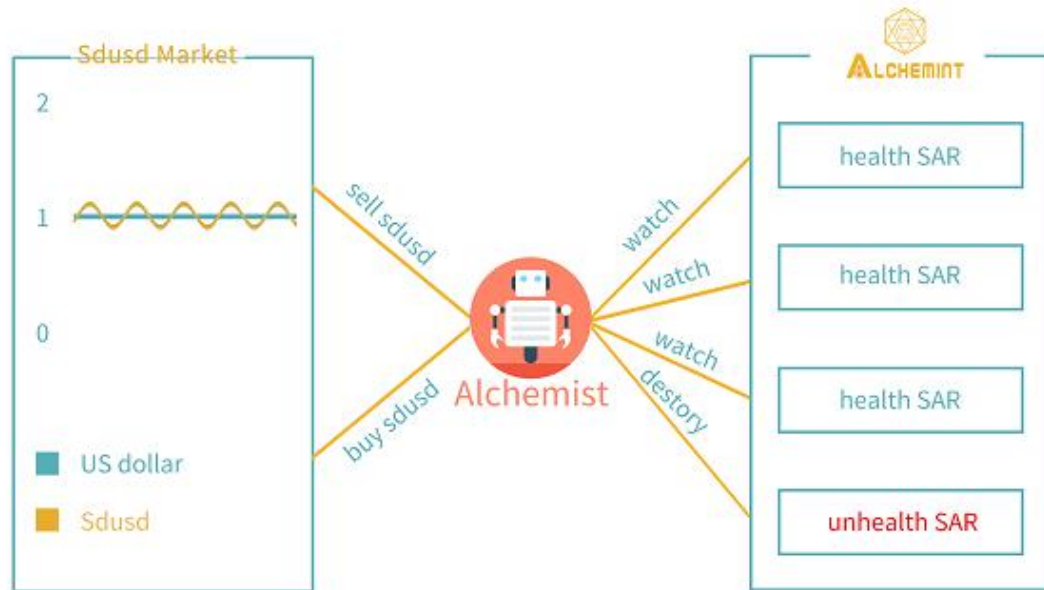 Sdusd Market
2
1
0
US dollar
Sdusd
sell sdusd
buy sdusd
Alchemist
watch
watch
watch
destory
ALCHEMINT
health SAR
health SAR
health SAR
unhealth SAR